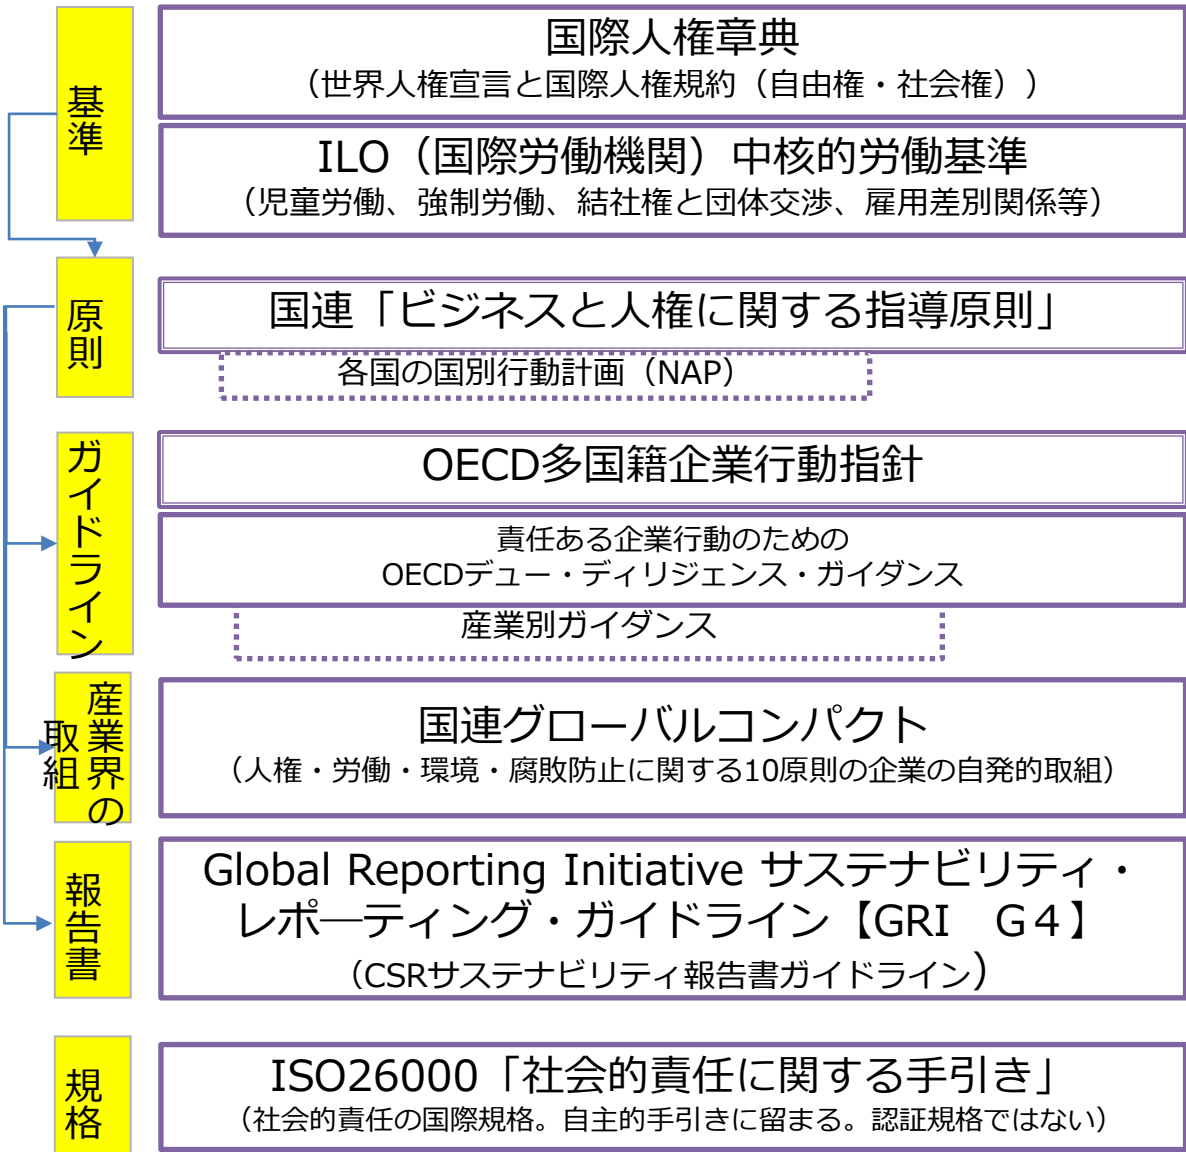 基準
国際人権章典
（世界人権宣言と国際人権規約（自由権・社会権））
ILO（国際労働機関）中核的労働基準
（児童労働、強制労働、結社権と団体交渉、雇用差別関係等）
原則
国連「ビジネスと人権に関する指導原則」
各国の国別行動計画（NAP）
ガイドライン
OECD多国籍企業行動指針
責任ある企業行動のための
OECDデュー・ディリジェンス・ガイダンス
産業別ガイダンス
産業界の
取組
国連グローバルコンパクト
（人権・労働・環境・腐敗防止に関する10原則の企業の自発的取組）
報告書
Global Reporting Initiative サステナビリティ・
レポ―ティング・ガイドライン【GRI　G４】
（CSRサステナビリティ報告書ガイドライン）
規格
ISO26000「社会的責任に関する手引き」
（社会的責任の国際規格。自主的手引きに留まる。認証規格ではない）